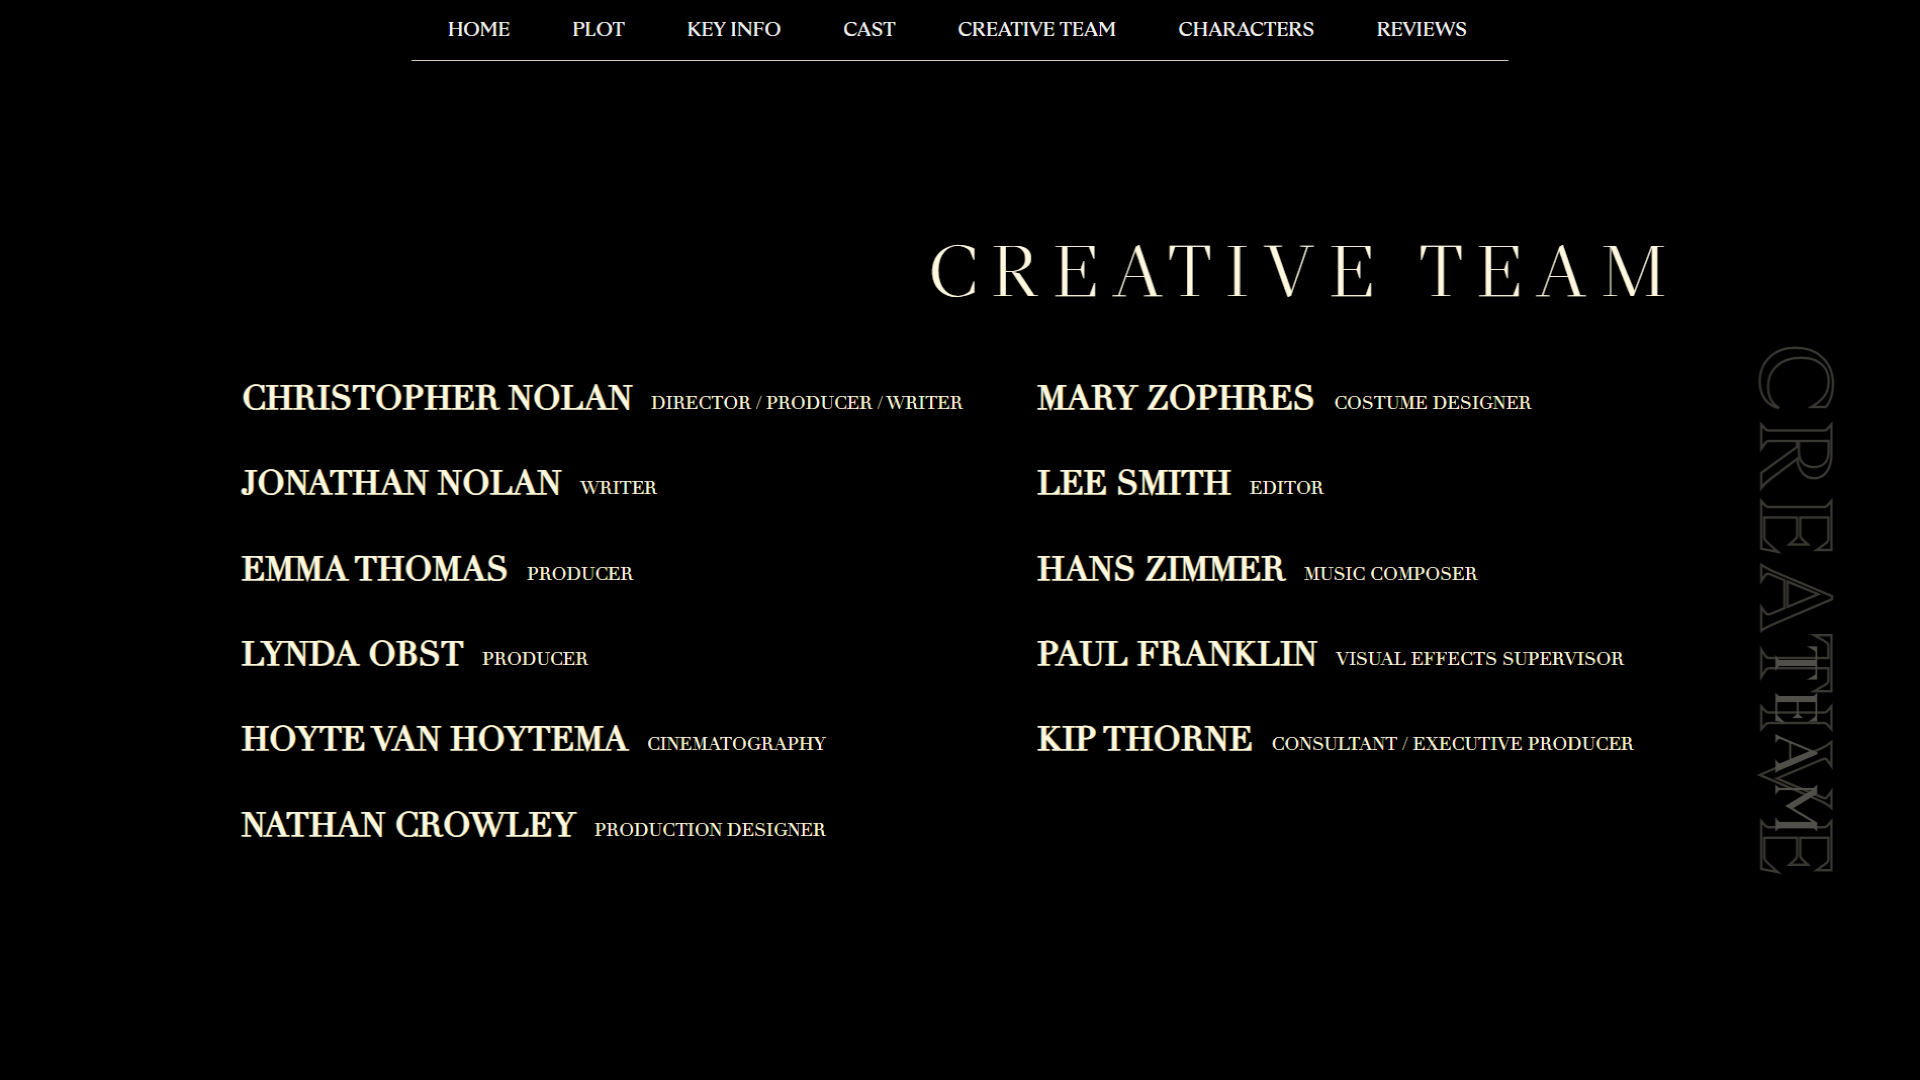 HOME PLOT KEY INFO CAST CREATIVE TEAM CHARACTERS REVIEWS
CREATIVE TEAM
CHRISTOPHER NOLAN DIRECTOR / PRODUCER / WRITER
JONATHAN NOLAN WRITER
EMMA THOMAS PRODUCER
LYNDA OBST PRODUCER
HOYTE VAN HOYTEMA CINEMATOGRAPHY
NATHAN CROWLEY PRODUCTION DESIGNER
MARY ZOPHRES COSTUME DESIGNER
LEE SMITH EDITOR
HANS ZIMMER MUSIC COMPOSER
PAUL FRANKLIN VISUAL EFFECTS SUPERVISOR
KIP THORNE CONSULTANT / EXECUTIVE PRODUCER
CREATIVE
TEAM